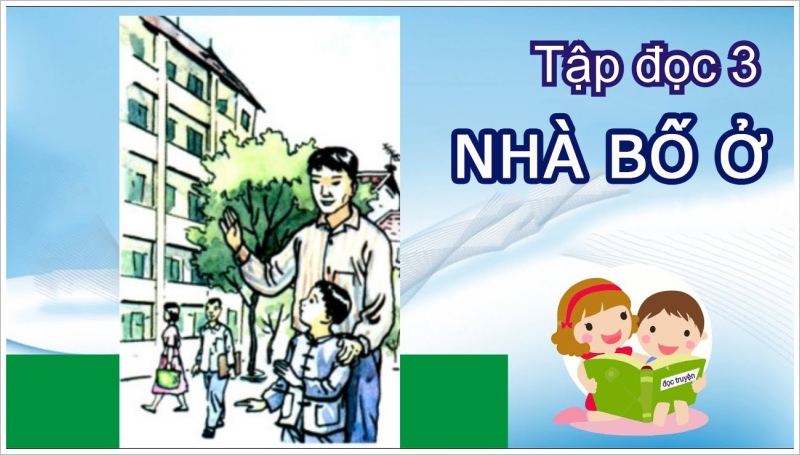 Tập đọc 3
NHÀ BỐ Ở
đọc truyện